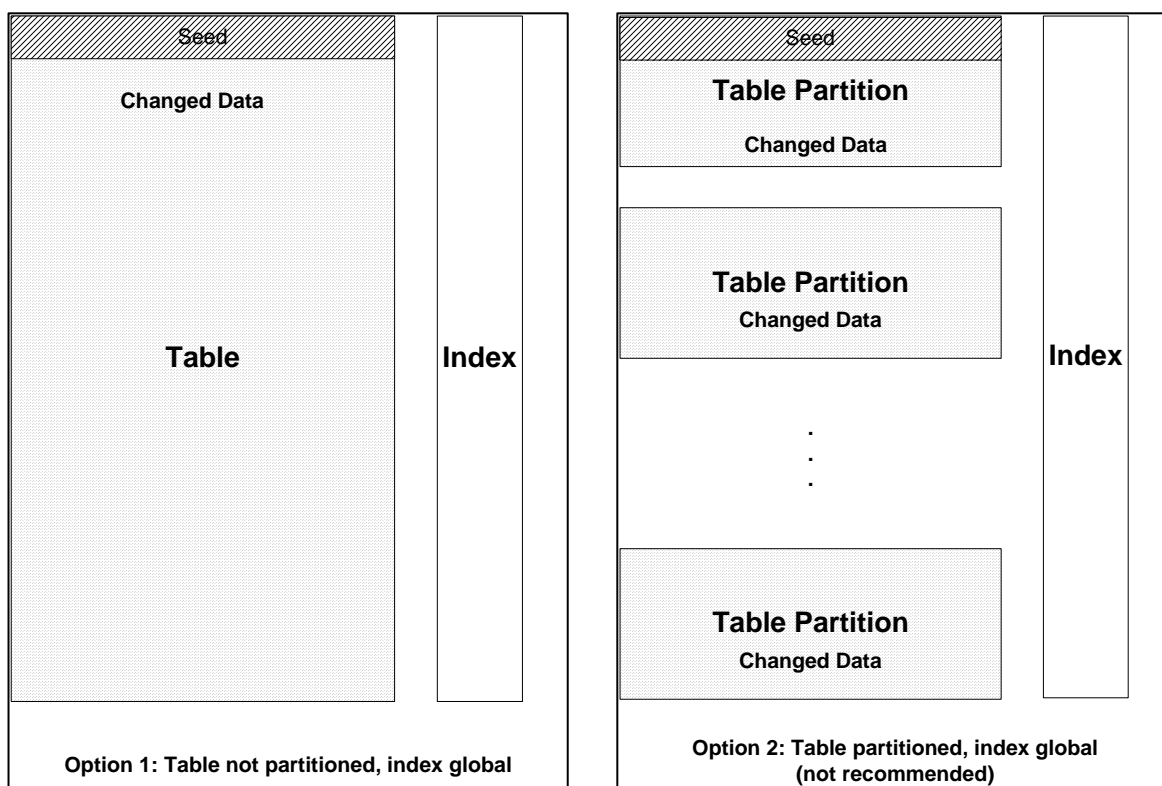 Seed
Changed Data
Table
Index
Option 1: Table not partitioned, index global
Seed
Table Partition
Changed Data
Table Partition
Changed Data
Index
.
.
.
Table Partition
Changed Data
Option 2: Table partitioned, index global
(not recommended)